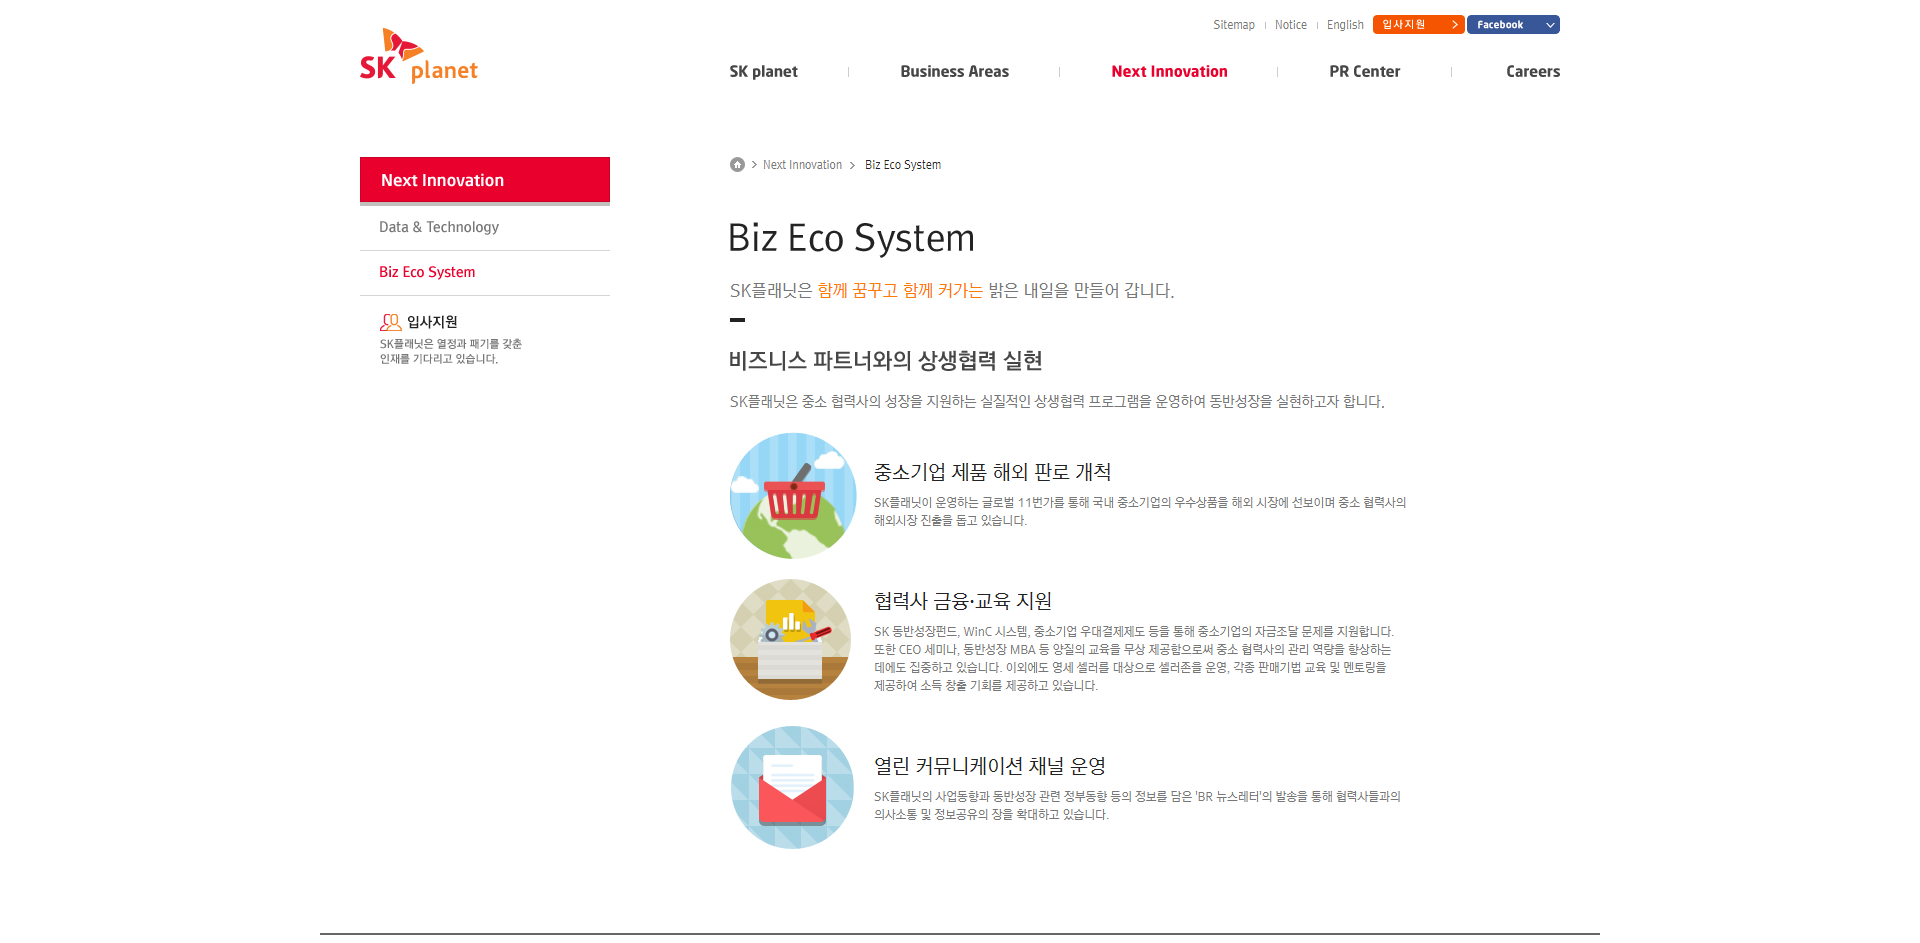 Sitemap
Notice
English
입사지원
Facebook
SK planet
SK planet
Business Areas
Next Innovation
PR Center
Careers
Next Innovation
Data & Technology
Biz Eco System
입사지원
SK플래닛은 열정과 패기를 갖춘
인재를 기다리고 있습니다.
Next Innovation
Biz Eco System
Biz Eco System
SK플래닛은 함께 꿈꾸고 함께 커가는 밝은 내일을 만들어 갑니다.
비즈니스 파트너와의 상생협력 실현
SK플래닛은 중소 협력사의 성장을 지원하는 실질적인 상생협력 프로그램을 운영하여 동반성장을 실현하고자 합니다.
중소기업 제품 해외 판로 개척
SK플래닛이 운영하는 글로벌 11번가를 통해 국내 중소기업의 우수상품을 해외 시장에 선보이며 중소 협력사의
해외시장 진출을 돕고 있습니다.
협력사 금융·교육 지원
SK 동반성장펀드, WinC 시스템, 중소기업 우대결제제도 등을 통해 중소기업의 자금조달 문제를 지원합니다.
또한 CEO 세미나, 동반성장 MBA 등 양질의 교육을 무상 제공함으로써 중소 협력사의 관리 역량을 향상하는
데에도 집중하고 있습니다. 이외에도 영세 셀러를 대상으로 셀러존을 운영, 각종 판매기법 교육 및 멘토링을
제공하여 소득 창출 기회를 제공하고 있습니다.
열린 커뮤니케이션 채널 운영
SK플래닛의 사업동향과 동반성장 관련 정부동향 등의 정보를 담은 'BR 뉴스레터'의 발송을 통해 협력사들과의
의사소통 및 정보공유의 장을 확대하고 있습니다.